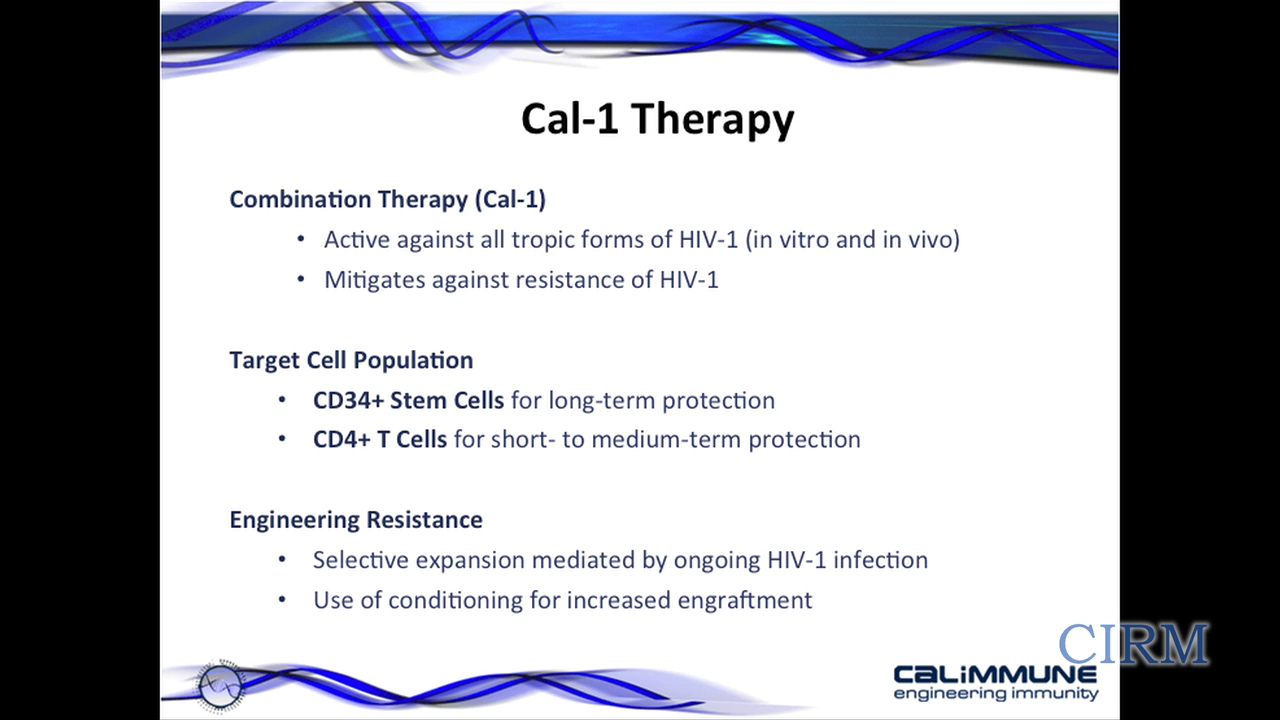 Cal-1 Therapy
Combination Therapy (Cal-1)
• Active against all tropic forms of HIV-1 (in vitro and in vivo)
• Mitigates against resistance of HIV-1
Target Cell Population
• CD34+ Stem Cells for long-term protection
• CD4+ T Cells for short- to medium-term protection
Engineering Resistance
• Selective expansion mediated by ongoing HIV-1 infection
• Use of conditioning for increased engraftment
CIRM
CALIMMUNE
engineering immunity